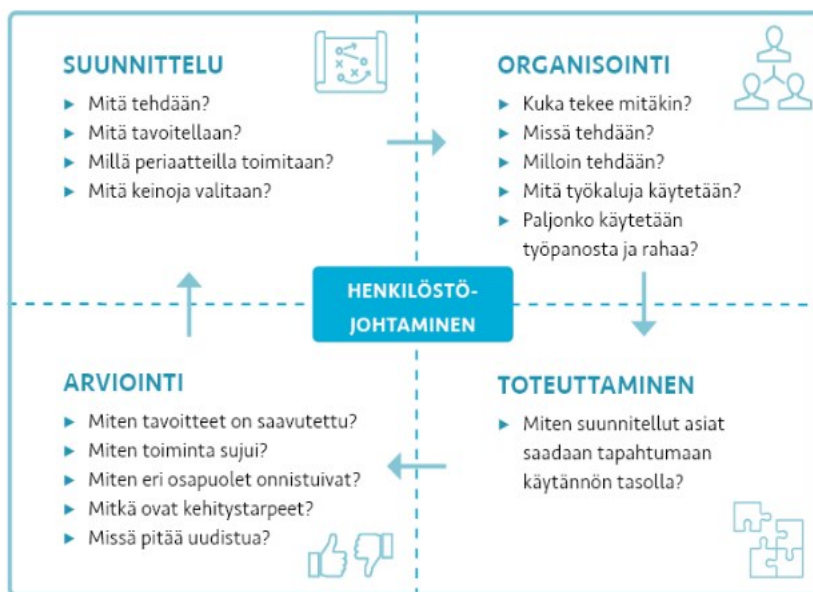 SUUNNITTELU
▶ Mitä tehdään?
▶ Mitä tavoitellaan?
▶ Millä periaatteilla toimitaan?
▶ Mitä keinoja valitaan?
ORGANISOINTI
▶ Kuka tekee mitäkin?
▶ Missä tehdään?
▶ Milloin tehdään?
▶ Mitä työkaluja käytetään?
▶ Paljonko käytetään
työpanosta ja rahaa?
HENKILÖSTÖ-
JOHTAMINEN
ARVIOINTI
▶ Miten tavoitteet on saavutettu?
▶ Miten toiminta sujui?
▶ Miten eri osapuolet onnistuivat?
▶ Mitkä ovat kehitystarpeet?
▶ Missä pitää uudistua?
TOTEUTTAMINEN
▶ Miten suunnitellut asiat
saadaan tapahtumaan
käytännön tasolla?